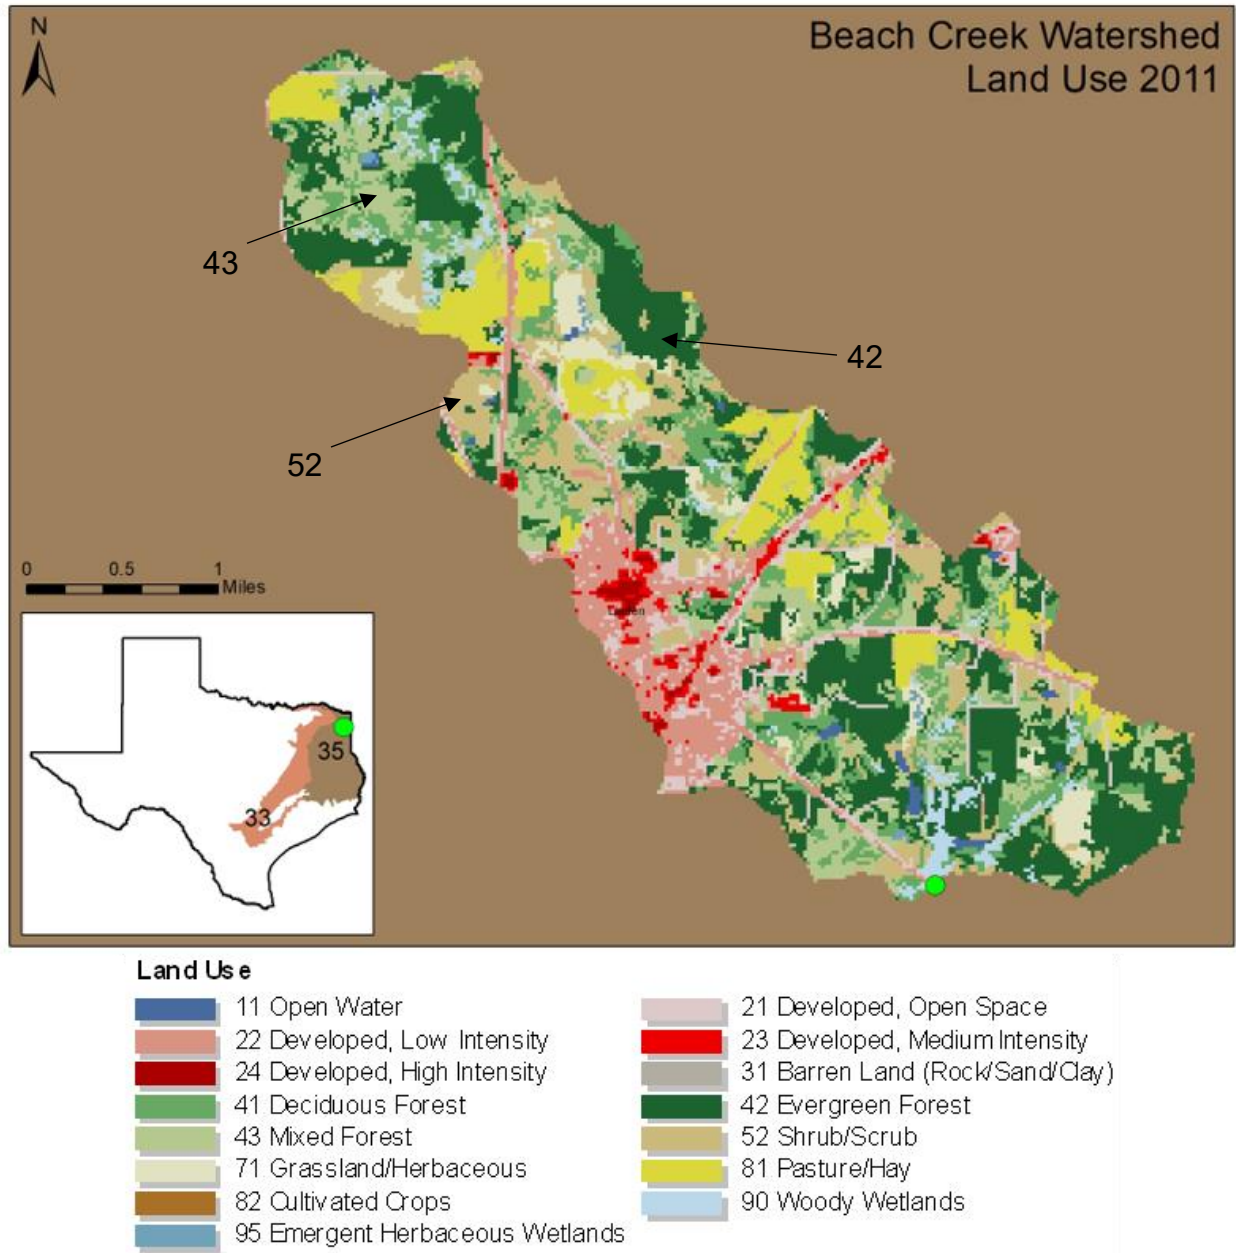 N
Beach Creek Watershed
Land Use 2011
43
42
52
0 0.5 1
Miles
Linden
35
33
Land Use
11 Open Water
21 Developed, Open Space
22 Developed, Low Intensity
23 Developed, Medium Intensity
24 Developed, High Intensity
31 Barren Land (Rock/Sand/Clay)
41 Deciduous Forest
42 Evergreen Forest
43 Mixed Forest
52 Shrub/Scrub
71 Grassland/Herbaceous
81 Pasture/Hay
82 Cultivated Crops
90 Woody Wetlands
95 Emergent Herbaceous Wetlands